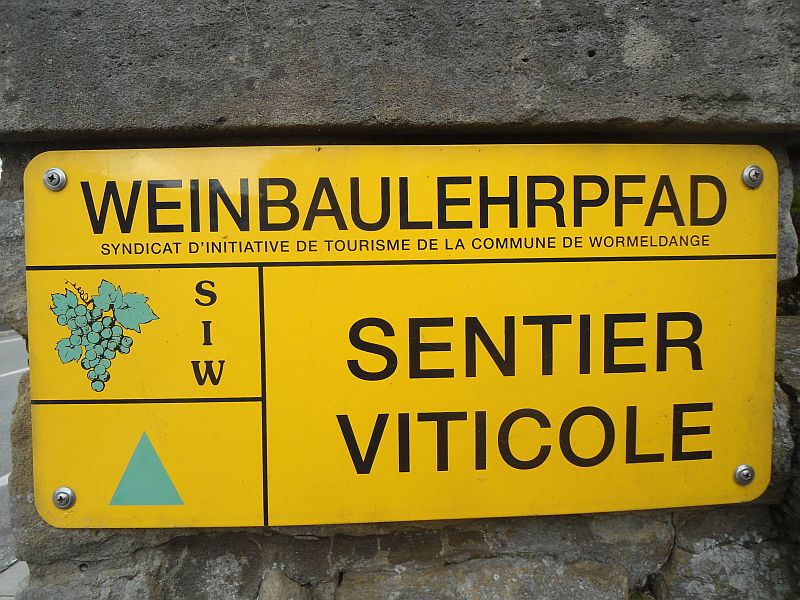 WEINBAULEHRPFAD
SYNDICAT D'INITIATIVE DE TOURISME DE LA COMMUNE DE WORMELDANGE
S
I
W
SENTIER
VITICOLE